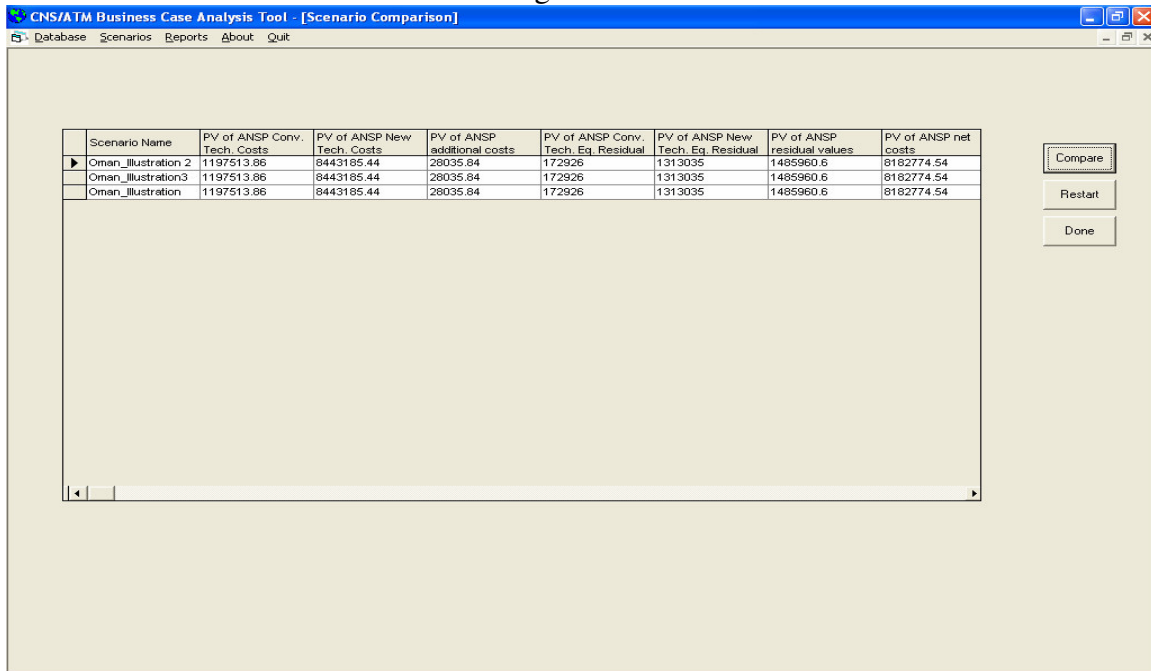 CNS/ATM Business Case Analysis Tool - [Scenario Comparison]
Database Scenarios Reports About Quit
Scenario Name PV of ANSP Conv. Tech. Costs PV of ANSP New Tech. Costs PV of ANSP additional costs PV of ANSP Conv. Tech. Eq. Residual PV of ANSP New Tech. Eq. Residual PV of ANSP residual values PV of ANSP net costs
Oman_Illustration 2 1197513.86 8443185.44 28035.84 172926 1313035 1485960.6 8182774.54
Oman_Illustration3 1197513.86 8443185.44 28035.84 172926 1313035 1485960.6 8182774.54
Oman_Illustration 1197513.86 8443185.44 28035.84 172926 1313035 1485960.6 8182774.54
Compare
Restart
Done